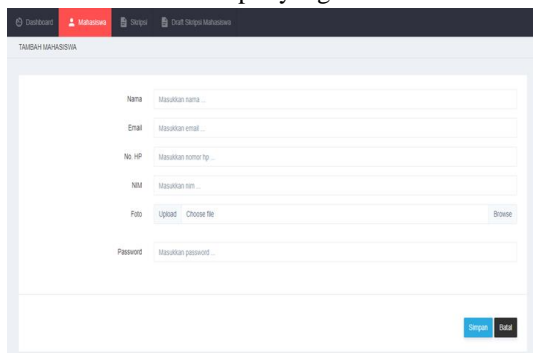 Dashboard Mahasiswa Skripsi Draft Skripsi Mahasiswa
TAMBAH MAHASISWA
Nama Masukkan nama ...
Email Masukkan email ...
No. HP Masukkan nomor hp ...
NIM Masukkan nim ...
Foto Upload Choose file Browse
Password Masukkan password ...
Simpan Batal